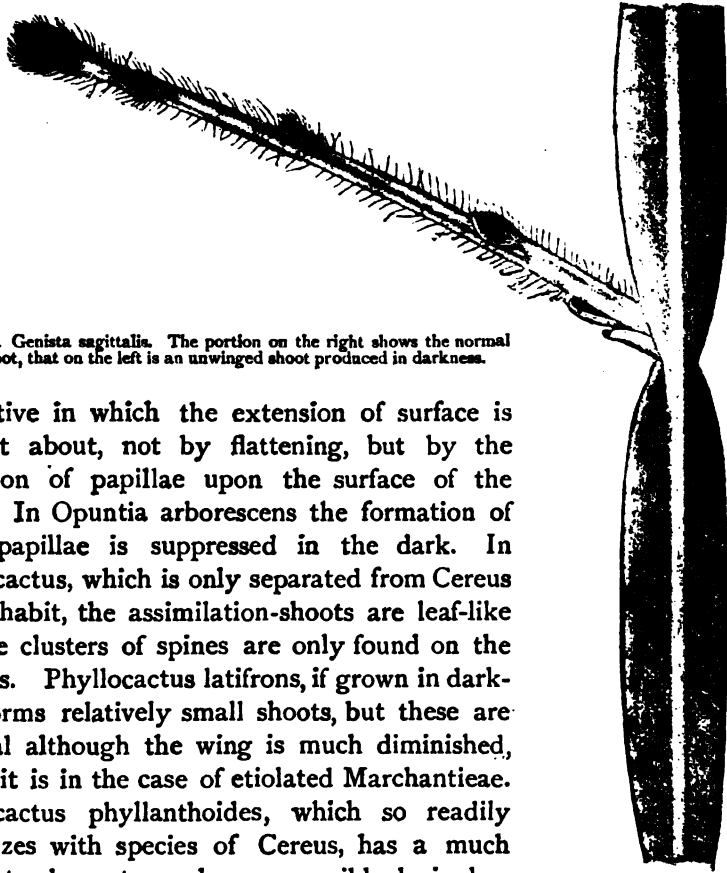 . Genista sagittalis. The portion on the right shows the normal
oot, that on the left is an unwinged shoot produced in darkness.
tive in which the extension of surface is
t about, not by flattening, but by the
on of papillae upon the surface of the
In Opuntia arborescens the formation of
papillae is suppressed in the dark. In
cactus, which is only separated from Cereus
habit, the assimilation-shoots are leaf-like
e clusters of spines are only found on the
s. Phyllocactus latifrons, if grown in dark-
orms relatively small shoots, but these are
al although the wing is much diminished,
it is in the case of etiolated Marchantieae.
cactus phyllanthoides, which so readily
zes with species of Cereus, has a much